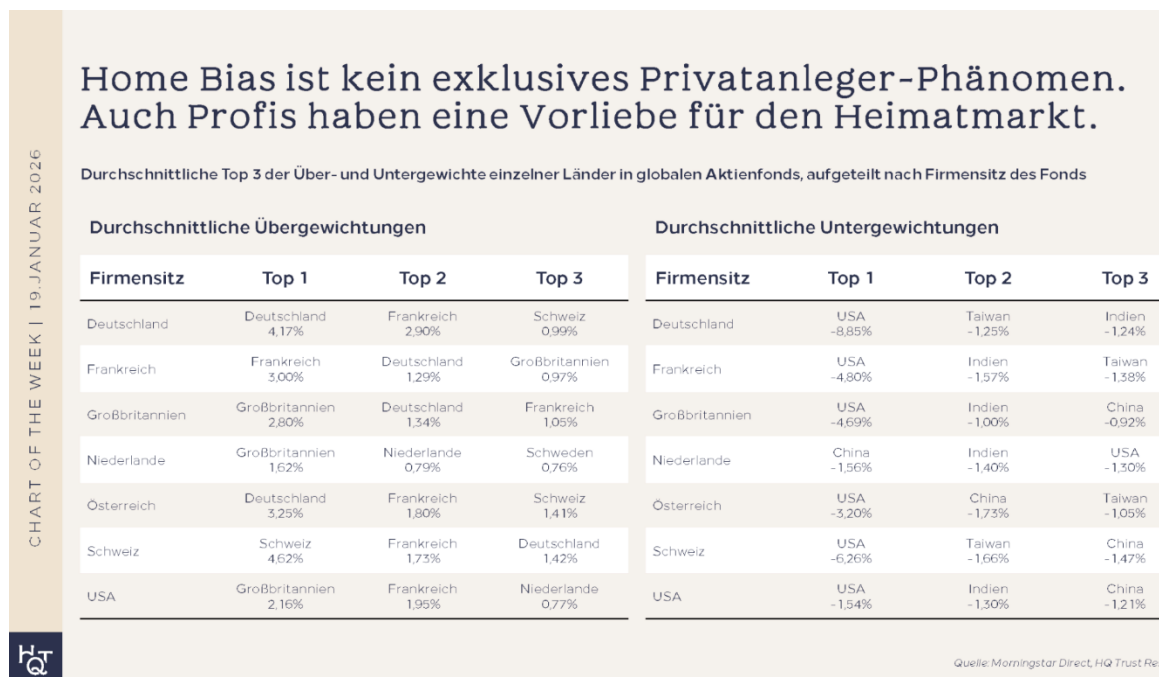 CHART OF THE WEEK | 19.JANUAR 2026
Home Bias ist kein exklusives Privatanleger-Phänomen.
Auch Profis haben eine Vorliebe für den Heimatmarkt.
Durchschnittliche Top 3 der Über- und Untergewichte einzelner Länder in globalen Aktienfonds, aufgeteilt nach Firmensitz des Fonds
Durchschnittliche Übergewichtungen
Firmensitz Top 1 Top 2 Top 3
Deutschland Deutschland 4,17% Frankreich 2,90% Schweiz 0,99%
Frankreich Frankreich 3,00% Deutschland 1,29% Großbritannien 0,97%
Großbritannien Großbritannien 2,80% Deutschland 1,34% Frankreich 1,05%
Niederlande Großbritannien 1,62% Niederlande 0,79% Schweden 0,76%
Österreich Deutschland 3,25% Frankreich 1,80% Schweiz 1,41%
Schweiz Schweiz 4,62% Frankreich 1,73% Deutschland 1,42%
USA Großbritannien 2,16% Frankreich 1,95% Niederlande 0,77%
Durchschnittliche Untergewichtungen
Firmensitz Top 1 Top 2 Top 3
Deutschland USA -8,85% Taiwan -1,25% Indien -1,24%
Frankreich USA -4,80% Indien -1,57% Taiwan -1,38%
Großbritannien USA -4,69% Indien -1,00% China -0,92%
Niederlande China -1,56% Indien -1,40% USA -1,30%
Österreich USA -3,20% China -1,73% Taiwan -1,05%
Schweiz USA -6,26% Taiwan -1,66% China -1,47%
USA USA -1,54% Indien -1,30% China -1,21%
HQT
Quelle: Morningstar Direct, HQ Trust Re